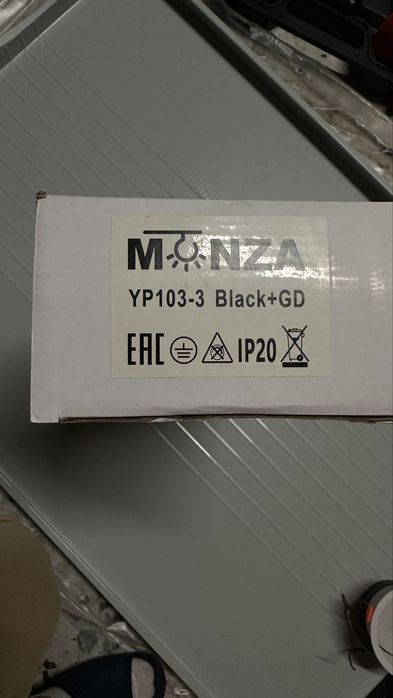 MONZA
YP103-3 Black+GD
EAC IP20